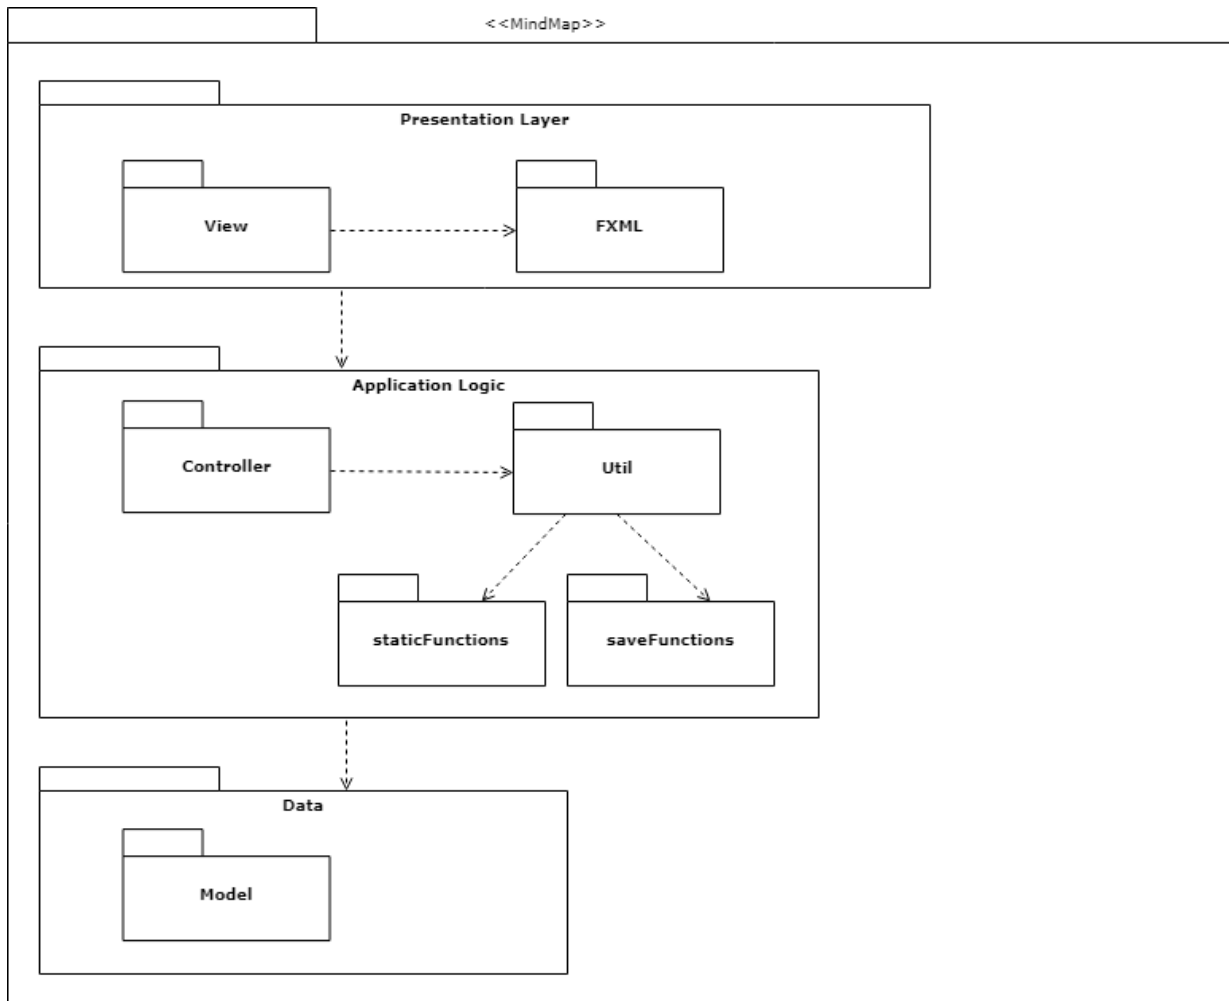 <<MindMap>>
Presentation Layer
View
FXML
Application Logic
Controller
Util
staticFunctions
saveFunctions
Data
Model